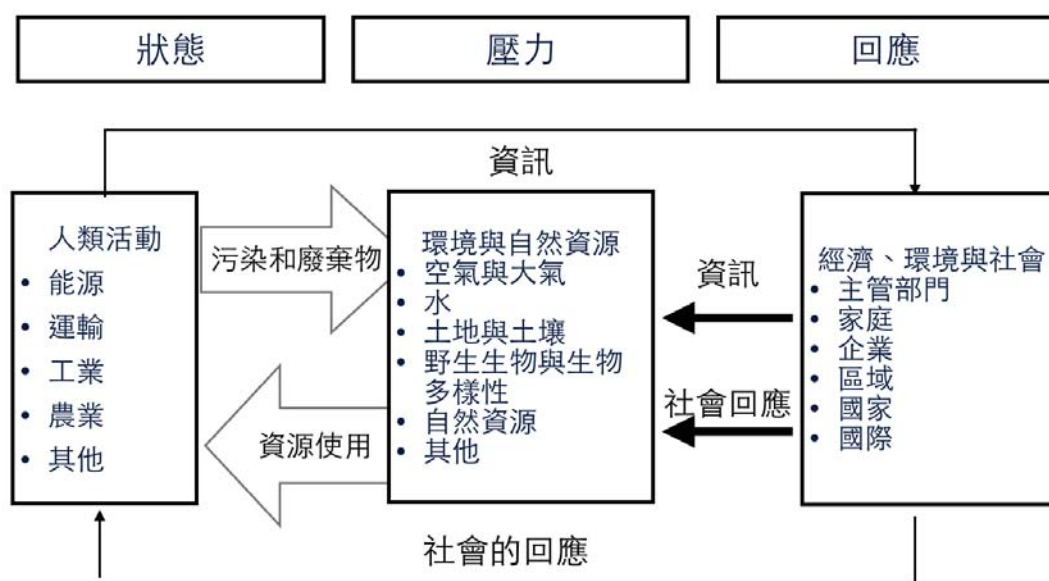 狀態
壓力
回應
資訊
人類活動
• 能源
• 運輸
• 工業
• 農業
• 其他
污染和廢棄物
資源使用
環境與自然資源
• 空氣與大氣
• 水
• 土地與土壤
• 野生生物與生物
多樣性
• 自然資源
• 其他
資訊
社會回應
經濟、環境與社會
• 主管部門
• 家庭
• 企業
• 區域
• 國家
• 國際
社會的回應